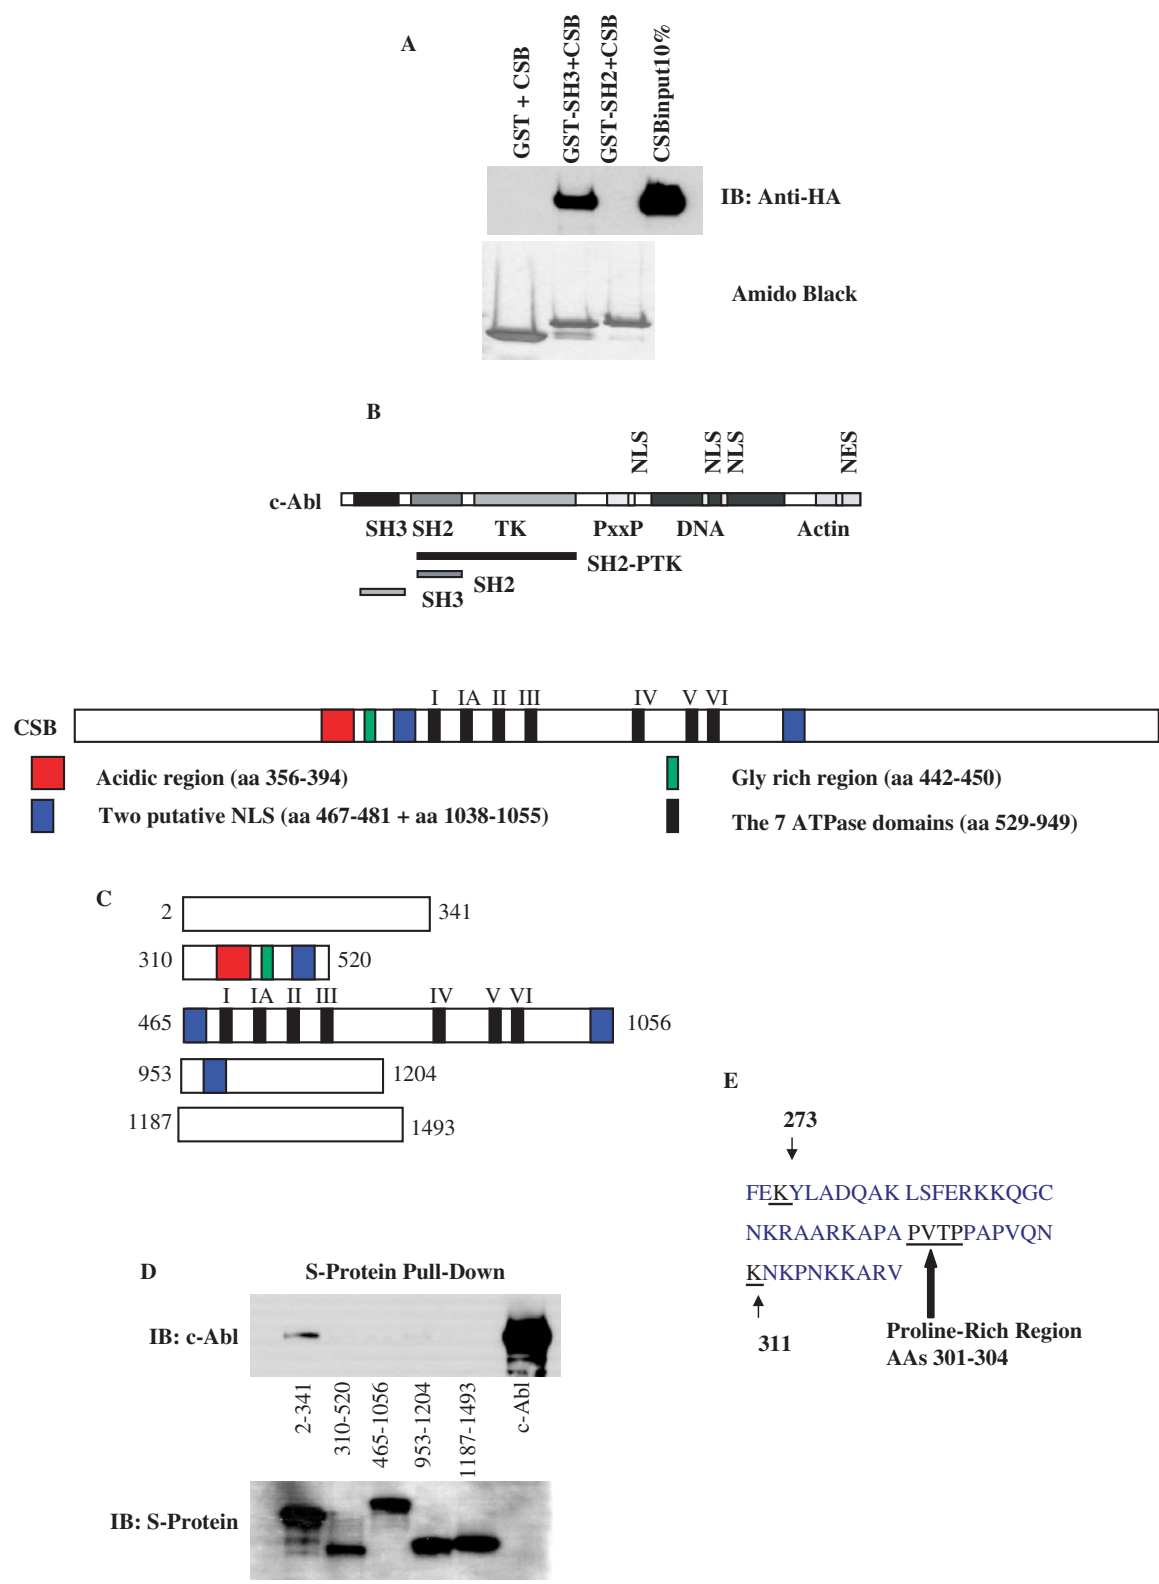 A
GST + CSB
GST-SH3+CSB
GST-SH2+CSB
CSBinput10%
IB: Anti-HA
Amido Black
B
NLS
NLS
NLS
NES
c-Abl
SH3 SH2 TK PxxP DNA Actin
SH2-PTK
SH2
SH3
I IA II III IV V VI
CSB
Acidic region (aa 356-394)
Gly rich region (aa 442-450)
Two putative NLS (aa 467-481 + aa 1038-1055)
The 7 ATPase domains (aa 529-949)
C
2 341
310 520
I IA II III IV V VI
465 1056
953 1204
1187 1493
E
273
FEKYLADQAK LSFERKKQGC
NKRAARKAPA PVTPPAPVQN
KNKPNKKARV
311
Proline-Rich Region
AAs 301-304
D
S-Protein Pull-Down
IB: c-Abl
2-341
310-520
465-1056
953-1204
1187-1493
c-Abl
IB: S-Protein